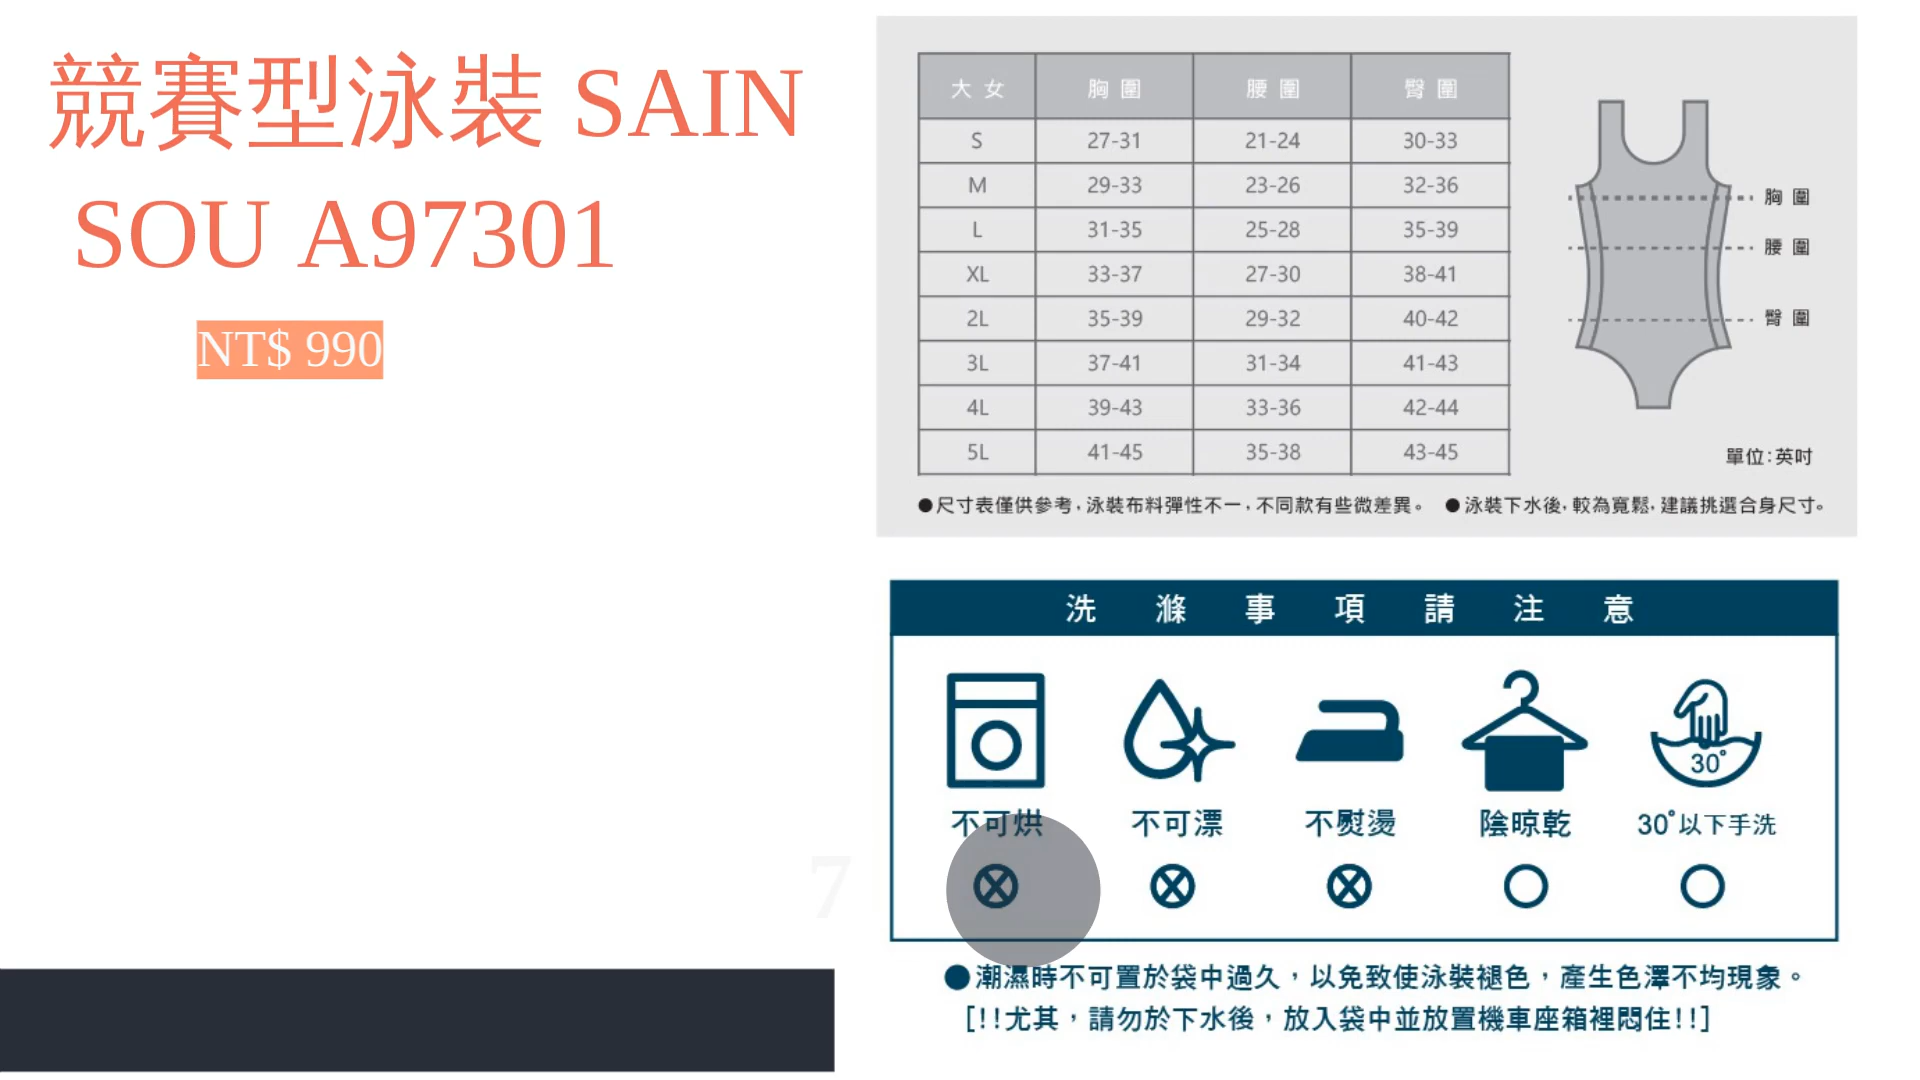 競賽型泳裝 SAIN
SOU A97301
NT$ 990
7
大女 胸圍 腰圍 臀圍
S 27-31 21-24 30-33
M 29-33 23-26 32-36
L 31-35 25-28 35-39
XL 33-37 27-30 38-41
2L 35-39 29-32 40-42
3L 37-41 31-34 41-43
4L 39-43 33-36 42-44
5L 41-45 35-38 43-45
胸圍
腰圍
臀圍
單位:英吋
●尺寸表僅供參考,泳裝布料彈性不一,不同款有些微差異。 ●泳裝下水後,較為寬鬆,建議挑選合身尺寸。
洗滌事項請注意
30°
不可烘 不可漂 不熨燙 陰晾乾 30°以下手洗
●潮濕時不可置於袋中過久，以免致使泳裝褪色，產生色澤不均現象。
[!!尤其，請勿於下水後，放入袋中並放置機車座箱裡悶住!!]